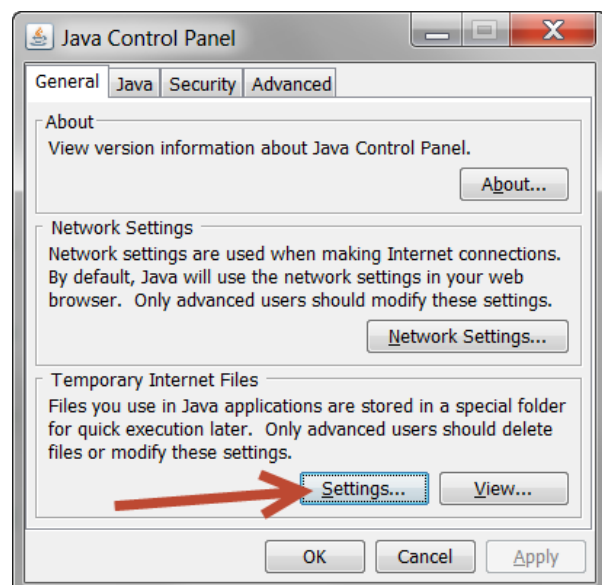 Java Control Panel
General Java Security Advanced
About
View version information about Java Control Panel.
About...
Network Settings
Network settings are used when making Internet connections.
By default, Java will use the network settings in your web
browser. Only advanced users should modify these settings.
Network Settings...
Temporary Internet Files
Files you use in Java applications are stored in a special folder
for quick execution later. Only advanced users should delete
files or modify these settings.
Settings... View...
OK Cancel Apply